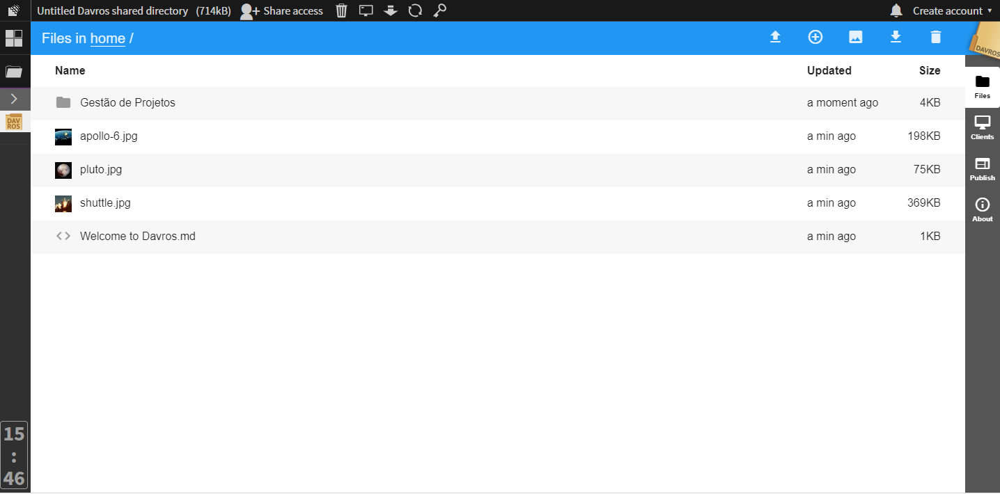 Untitled Davros shared directory (714kB) Share access Create account
Files in home /
DAVROS
Name Updated Size
Gestão de Projetos a moment ago 4KB
apollo-6.jpg a min ago 198KB
pluto.jpg a min ago 75KB
shuttle.jpg a min ago 369KB
Welcome to Davros.md a min ago 1KB
DAV
ROS
Files
Clients
Publish
About
15
:
46